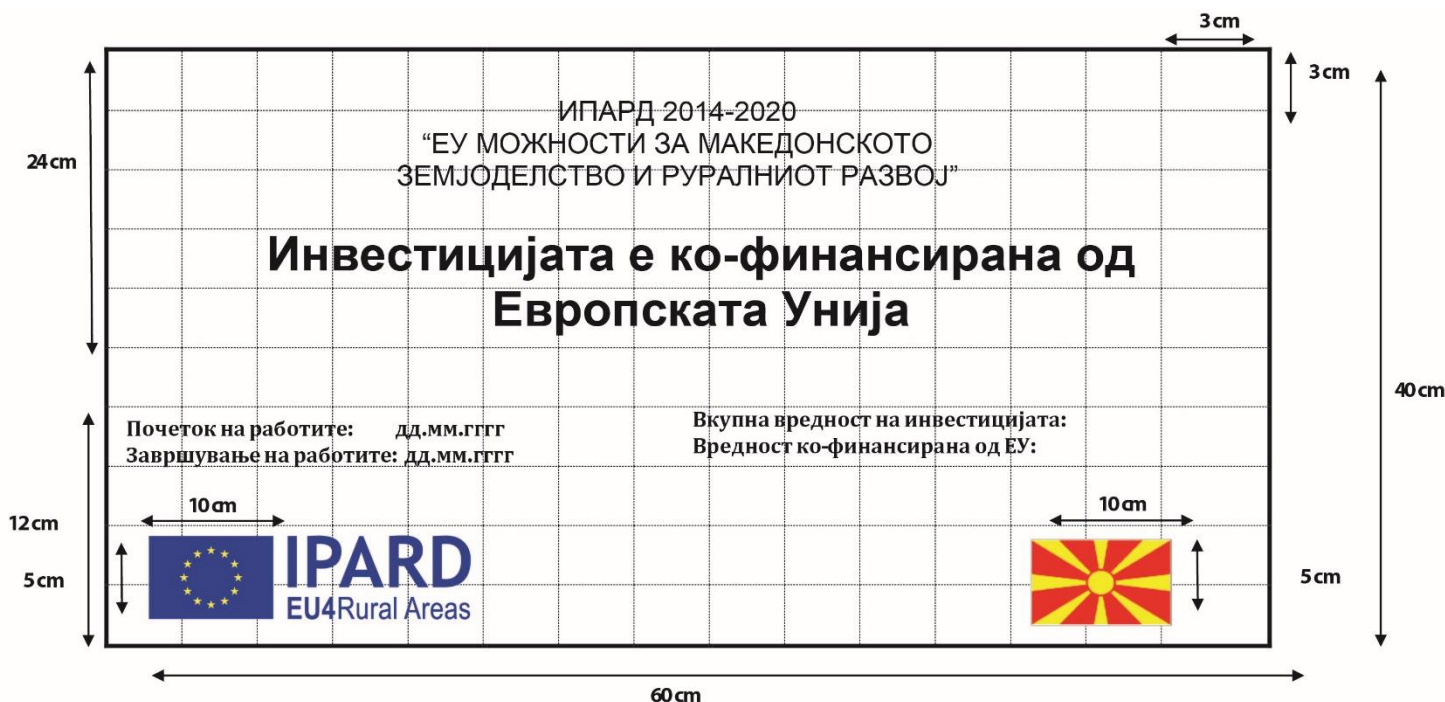 3cm
3cm
ИПАРД 2014-2020
“ЕУ МОЖНОСТИ ЗА МАКЕДОНСКОТО
ЗЕМЈОДЕЛСТВО И РУРАЛНИОТ РАЗВОЈ”
24cm
Инвестицијата е ко-финансирана од
Европската Унија
40cm
Почеток на работите: дд.мм.гггг
Завршување на работите: дд.мм.гггг
Вкупна вредност на инвестицијата:
Вредност ко-финансирана од ЕУ:
12cm
10cm
10cm
5cm
IPARD
EU4Rural Areas
5cm
60cm